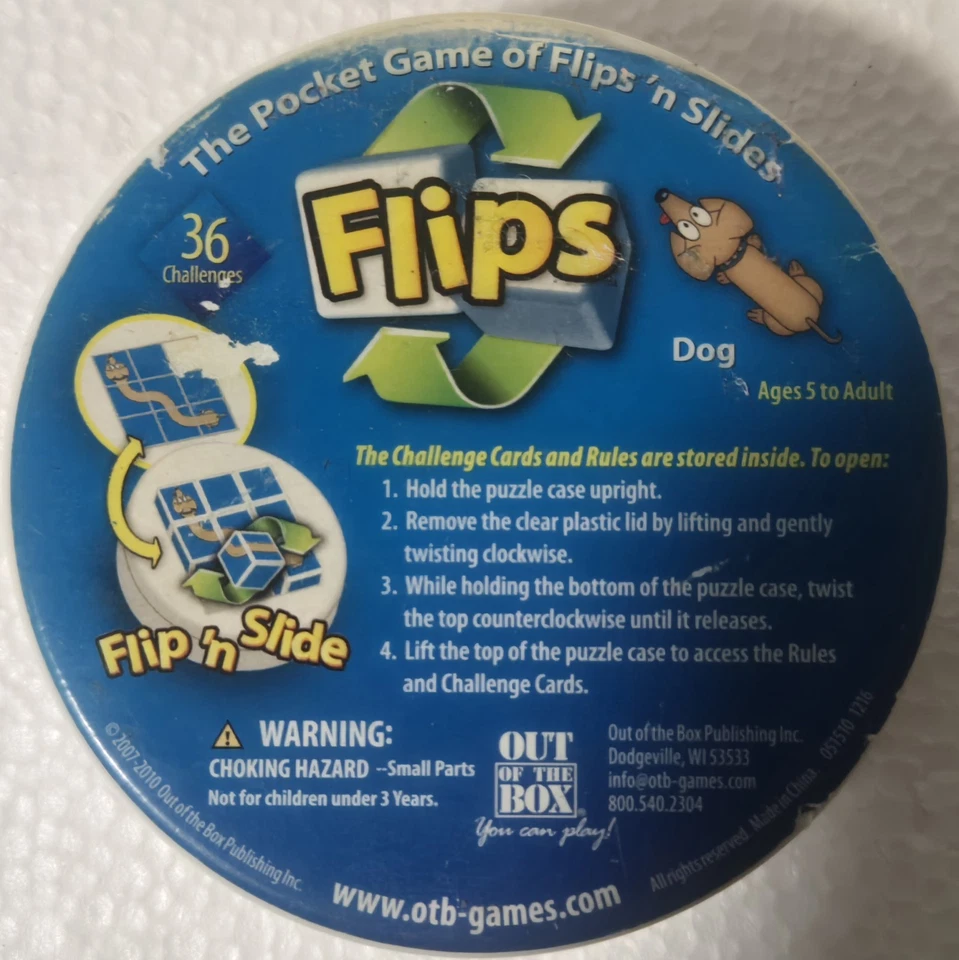 The Pocket Game of Flips 'n Slides
Flips
36
Challenges
Dog
Ages 5 to Adult
The Challenge Cards and Rules are stored inside. To open:
1. Hold the puzzle case upright.
2. Remove the clear plastic lid by lifting and gently
twisting clockwise.
3. While holding the bottom of the puzzle case, twist
the top counterclockwise until it releases.
4. Lift the top of the puzzle case to access the Rules
and Challenge Cards.
Flip 'n Slide
WARNING:
CHOKING HAZARD --Small Parts
Not for children under 3 Years.
OUT
OF THE
BOX®
You can play!
Out of the Box Publishing Inc.
Dodgeville, WI 53533
info@otb-games.com
800.540.2304
© 2007-2010 Out of the Box Publishing Inc.
www.otb-games.com
All rights reserved. Made in China 051510 1216